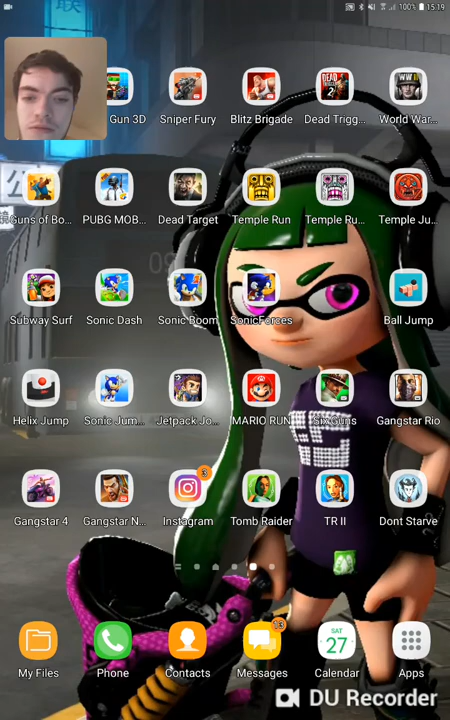 100% 15:19
Gun 3D Sniper Fury Blitz Brigade Dead Trigg... World War...
Guns of Bo... PUBG MOB... Dead Target Temple Run Temple Ru... Temple Ju...
Subway Surf Sonic Dash Sonic Boom SonicForces Ball Jump
Helix Jump Sonic Jum... Jetpack Jo... MARIO RUN Six Guns Gangstar Rio
3
Gangstar 4 Gangstar N... Instagram Tomb Raider TR II Dont Starve
13
SAT
27
My Files Phone Contacts Messages Calendar Apps
DU Recorder